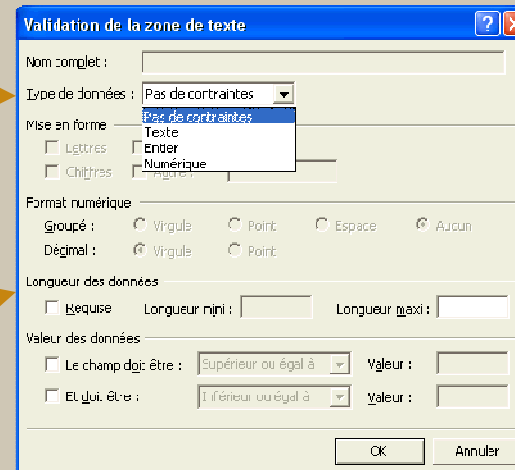 Validation de la zone de texte
Nom complet :
Type de données : Pas de contraintes
Pas de contraintes
Texte
Entier
Numérique
Mise en forme
Lettres
Chiffres Autre :
Format numérique
Groupé : Virgule Point Espace Aucun
Décimal : Virgule Point
Longueur des données
Requise Longueur mini : Longueur maxi :
Valeur des données
Le champ doit être : Supérieur ou égal à Valeur :
Et doit être : Inférieur ou égal à Valeur :
OK Annuler